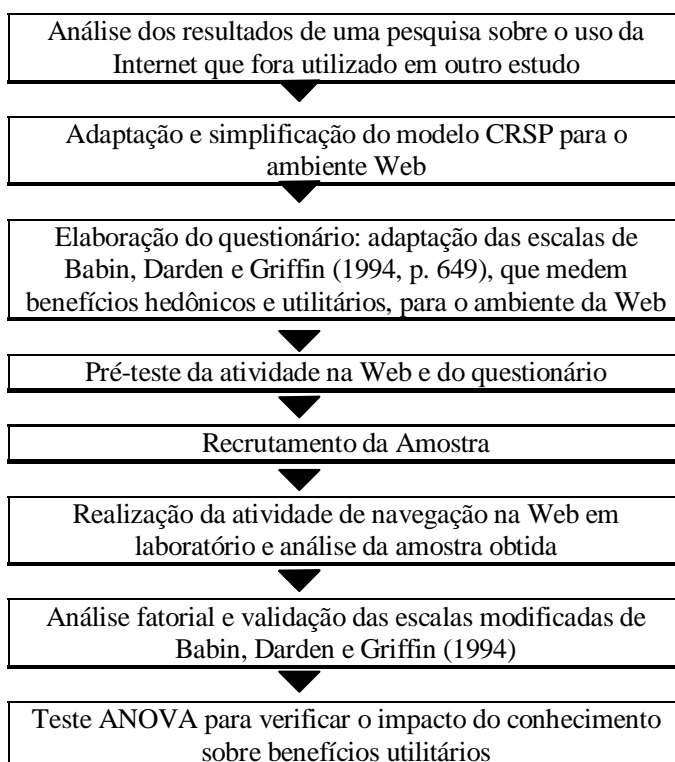 Análise dos resultados de uma pesquisa sobre o uso da
Internet que fora utilizado em outro estudo
Adaptação e simplificação do modelo CRSP para o
ambiente Web
Elaboração do questionário: adaptação das escalas de
Babin, Darden e Griffin (1994, p. 649), que medem
benefícios hedônicos e utilitários, para o ambiente da Web
Pré-teste da atividade na Web e do questionário
Recrutamento da Amostra
Realização da atividade de navegação na Web em
laboratório e análise da amostra obtida
Análise fatorial e validação das escalas modificadas de
Babin, Darden e Griffin (1994)
Teste ANOVA para verificar o impacto do conhecimento
sobre benefícios utilitários